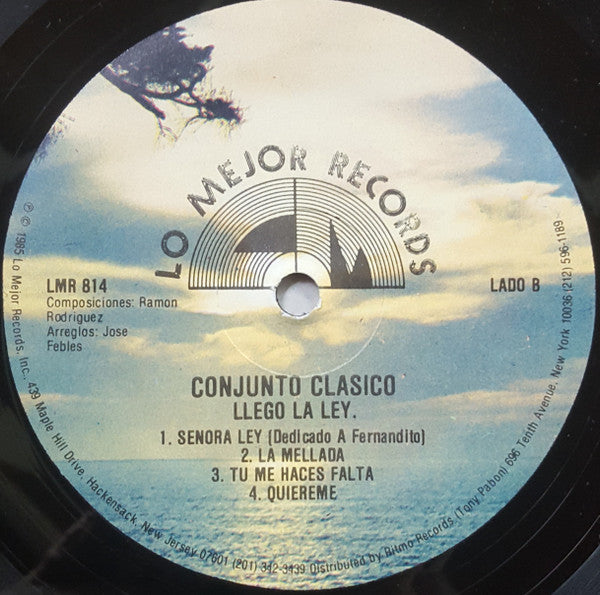 LO MEJOR RECORDS
LM
LMR 814
Composiciones: Ramon
Rodriguez
Arreglos: Jose
Febles
LADO B
CONJUNTO CLASICO
LLEGO LA LEY.
1. SENORA LEY (Dedicado A Fernandito)
2. LA MELLADA
3. TU ME HACES FALTA
4. QUIEREME
℗ © 1985 Lo Mejor Records, Inc., 439 Maple Hill Drive, Hackensack, New Jersey 07601 (201) 342-3439 Distributed by Ritmo Records (Tony Pabon) 696 Tenth Avenue, New York 10036 (212) 596-1189